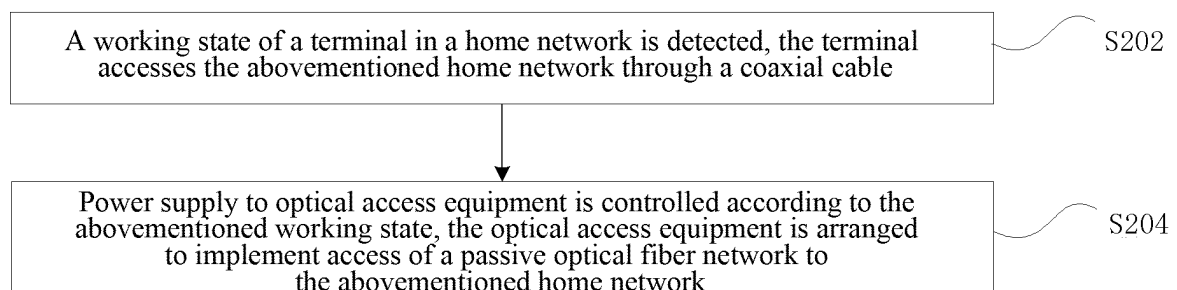 A working state of a terminal in a home network is detected, the terminal
accesses the abovementioned home network through a coaxial cable
S202
Power supply to optical access equipment is controlled according to the
abovementioned working state, the optical access equipment is arranged
to implement access of a passive optical fiber network to
the abovementioned home network
S204